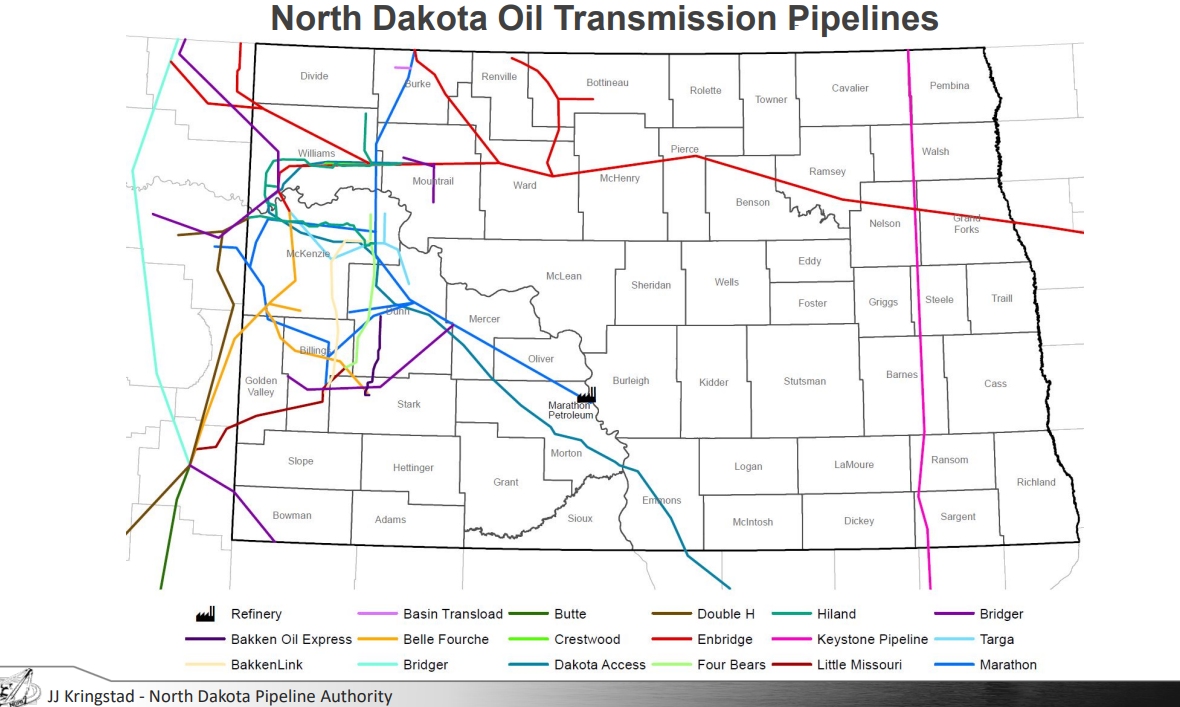 North Dakota Oil Transmission Pipelines
Divide
Burke
Renville
Bottineau
Rolette
Towner
Cavalier
Pembina
Williams
Mountrail
Ward
McHenry
Pierce
Benson
Ramsey
Walsh
Nelson
Grand
Forks
McKenzie
McLean
Sheridan
Wells
Eddy
Foster
Griggs
Steele
Traill
Dunn
Mercer
Oliver
Billings
Golden
Valley
Stark
Marathon
Petroleum
Burleigh
Kidder
Stutsman
Barnes
Cass
Slope
Hettinger
Grant
Morton
Logan
LaMoure
Ransom
Richland
Bowman
Adams
Sioux
Emmons
McIntosh
Dickey
Sargent
Refinery
Basin Transload
Butte
Double H
Hiland
Bridger
Bakken Oil Express
Belle Fourche
Crestwood
Enbridge
Keystone Pipeline
Targa
BakkenLink
Bridger
Dakota Access
Four Bears
Little Missouri
Marathon
JJ Kringstad - North Dakota Pipeline Authority